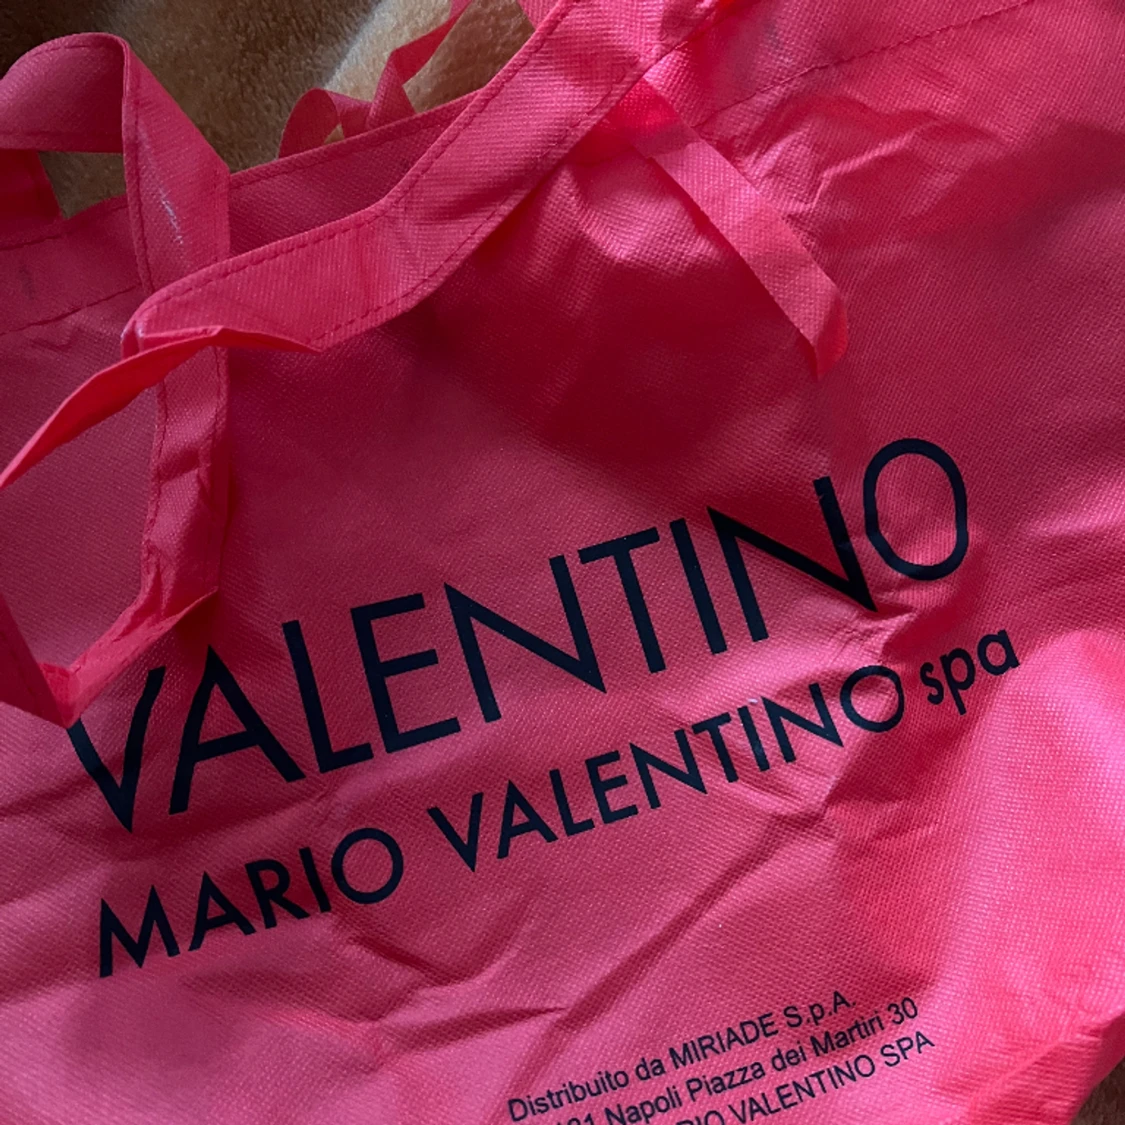 VALENTINO
MARIO VALENTINO spa
Distribuito da MIRIADE S.p.A.
Napoli Piazza dei Martiri 30
VALENTINO SPA